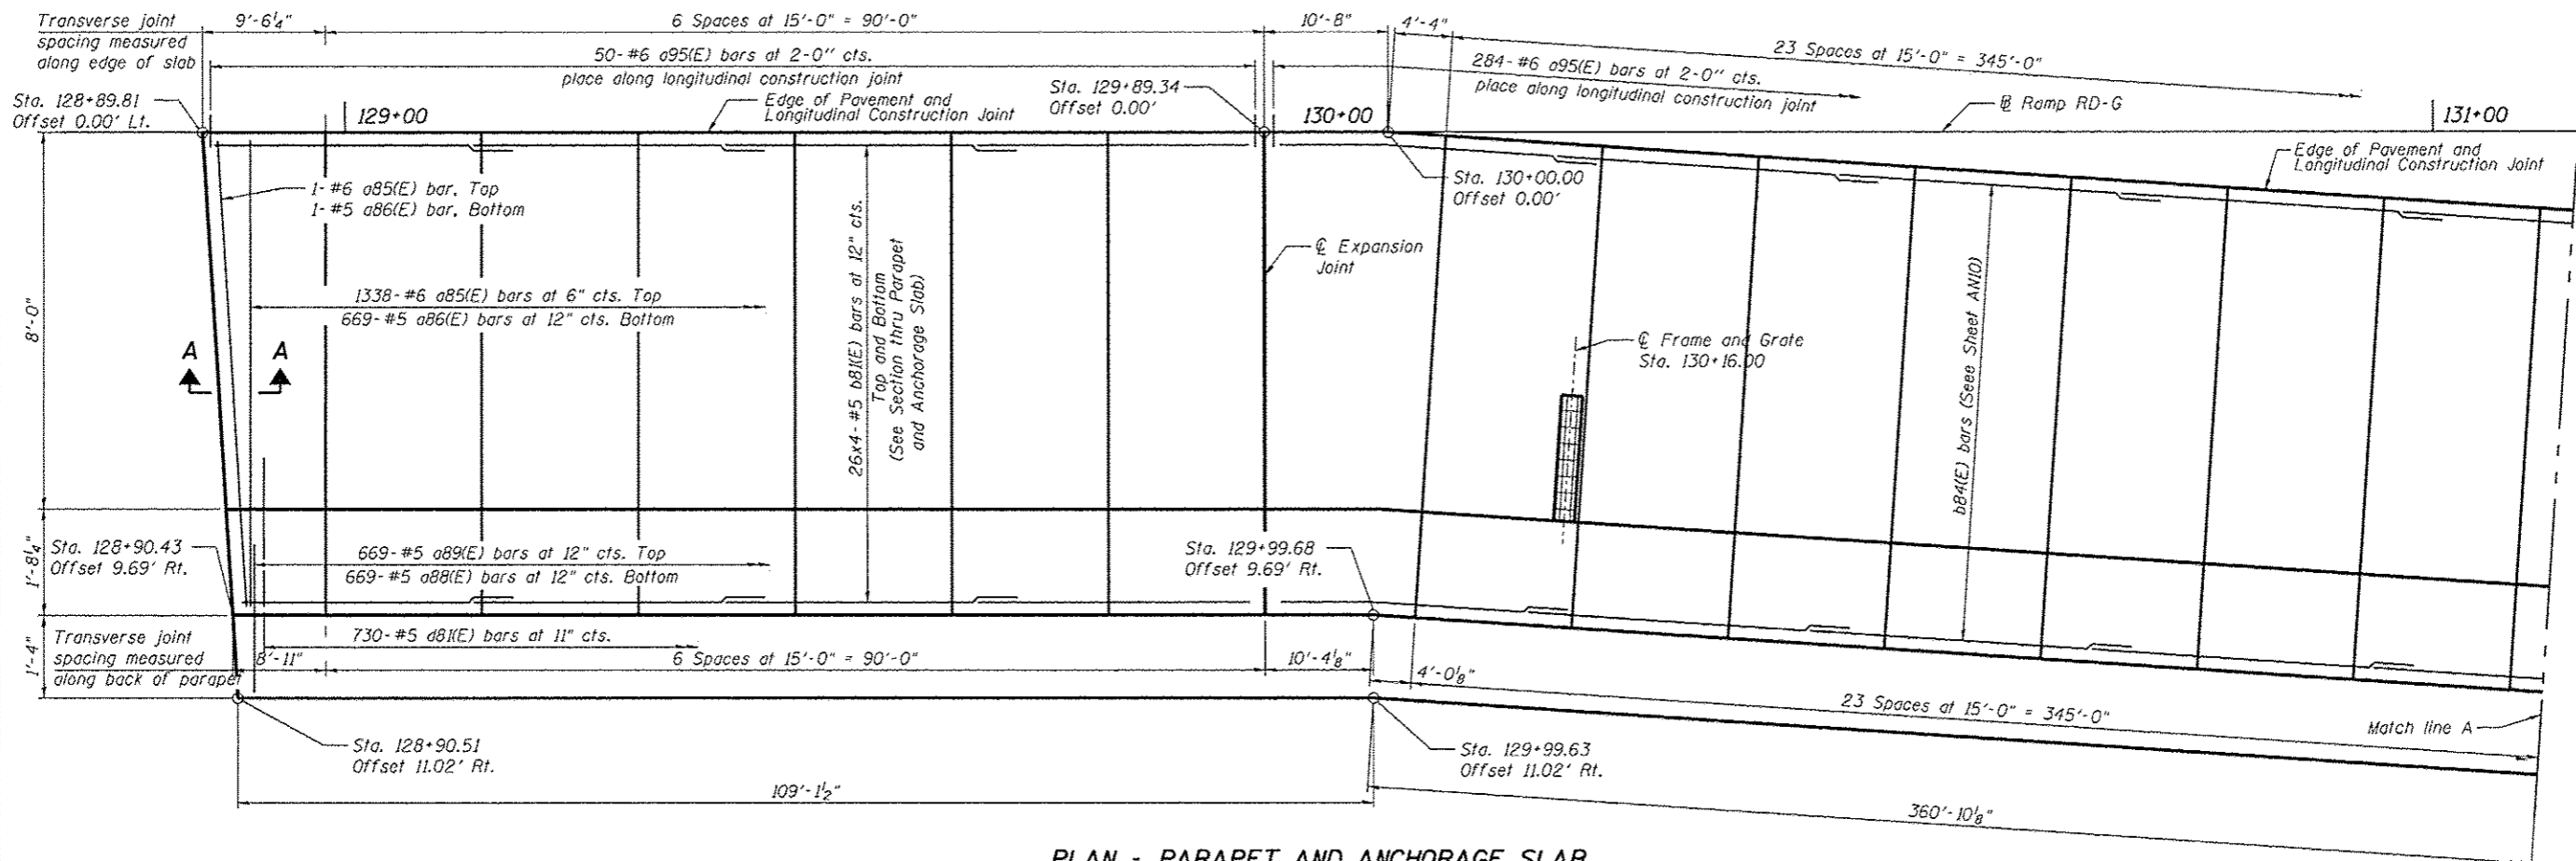 Transverse joint
spacing measured
along edge of slab
9'-6¼"
6 Spaces at 15'-0" = 90'-0"
10'-8"
4'-4"
23 Spaces at 15'-0" = 345'-0"
50-#6 a95(E) bars at 2-0" cts.
place along longitudinal construction joint
284-#6 a95(E) bars at 2-0" cts.
place along longitudinal construction joint
Sta. 128+89.81
Offset 0.00' Lt.
129+00
Edge of Pavement and
Longitudinal Construction Joint
Sta. 129+89.34
Offset 0.00'
130+00
℄ Ramp RD-G
131+00
Edge of Pavement and
Longitudinal Construction Joint
1-#6 a85(E) bar, Top
1-#5 a86(E) bar, Bottom
Sta. 130+00.00
Offset 0.00'
℄ Expansion
Joint
8'-0"
1338-#6 a85(E) bars at 6" cts. Top
669-#5 a86(E) bars at 12" cts. Bottom
26x4-#5 b81(E) bars at 12" cts.
Top and Bottom
(See Section thru Parapet
and Anchorage Slab)
℄ Frame and Grate
Sta. 130+16.00
b84(E) bars (Seee Sheet AN10)
A
A
1'-8¼"
Sta. 128+90.43
Offset 9.69' Rt.
669-#5 a89(E) bars at 12" cts. Top
669-#5 a88(E) bars at 12" cts. Bottom
Sta. 129+99.68
Offset 9.69' Rt.
1'-4"
Transverse joint
spacing measured
along back of parapet
730-#5 d81(E) bars at 11" cts.
8'-11"
6 Spaces at 15'-0" = 90'-0"
10'-4⅛"
4'-0⅛"
23 Spaces at 15'-0" = 345'-0"
Match line A
Sta. 128+90.51
Offset 11.02' Rt.
Sta. 129+99.63
Offset 11.02' Rt.
109'-1½"
360'-10⅛"
PLAN - PARAPET AND ANCHORAGE SLAB